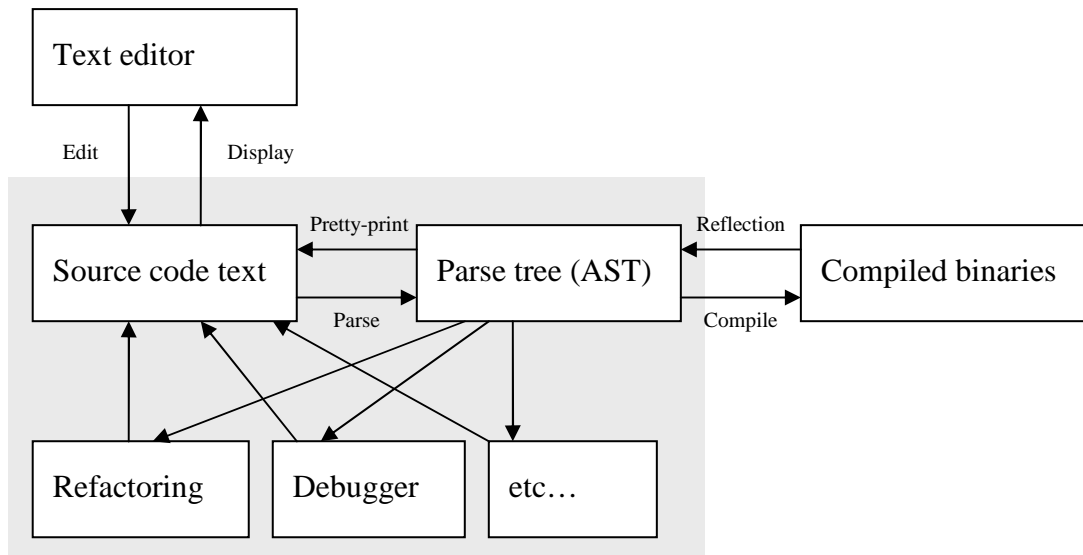 Text editor
Edit
Display
Pretty-print
Reflection
Source code text
Parse tree (AST)
Compiled binaries
Parse
Compile
Refactoring
Debugger
etc…